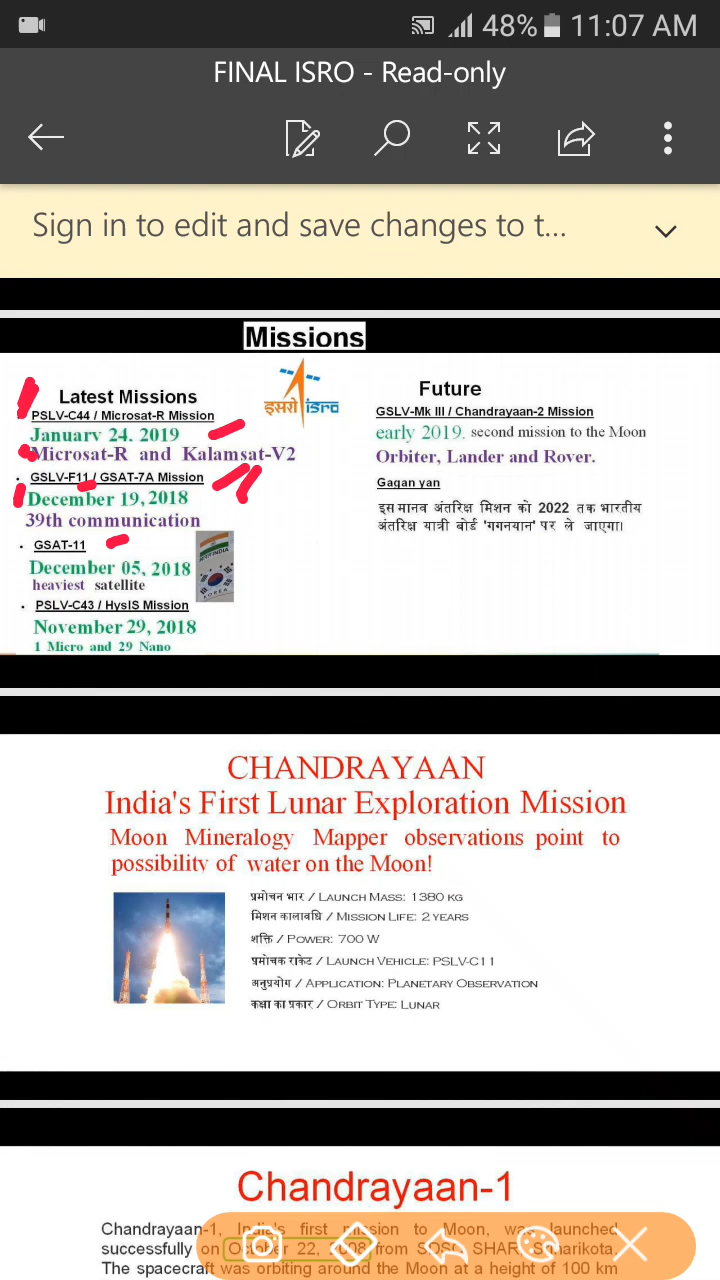 48% 11:07 AM
FINAL ISRO - Read-only
Sign in to edit and save changes to t...
Missions
Latest Missions
PSLV-C44 / Microsat-R Mission
January 24, 2019
Microsat-R and Kalamsat-V2
GSLV-F11 / GSAT-7A Mission
December 19, 2018
39th communication
GSAT-11
December 05, 2018
heaviest satellite
PSLV-C43 / HysIS Mission
November 29, 2018
1 Micro and 29 Nano
इसरो isro
KOREA
Future
GSLV-Mk III / Chandrayaan-2 Mission
early 2019, second mission to the Moon
Orbiter, Lander and Rover.
Gagan yan
इस मानव अंतरिक्ष मिशन को 2022 तक भारतीय
अंतरिक्ष यात्री बोर्ड 'गगनयान' पर ले जाएगा।
CHANDRAYAAN
India's First Lunar Exploration Mission
Moon Mineralogy Mapper observations point to
possibility of water on the Moon!
प्रमोचन भार / LAUNCH MASS: 1380 KG
मिशन कालावधि / MISSION LIFE: 2 YEARS
शक्ति / POWER: 700 W
प्रमोचक राकेट / LAUNCH VEHICLE: PSLV-C11
अनुप्रयोग / APPLICATION: PLANETARY OBSERVATION
कक्षा का प्रकार / ORBIT TYPE: LUNAR
Chandrayaan-1
Chandrayaan-1, India's first mission to Moon, was launched
successfully on October 22, 2008 from SDSC SHAR, Sriharikota.
The spacecraft was orbiting around the Moon at a height of 100 km